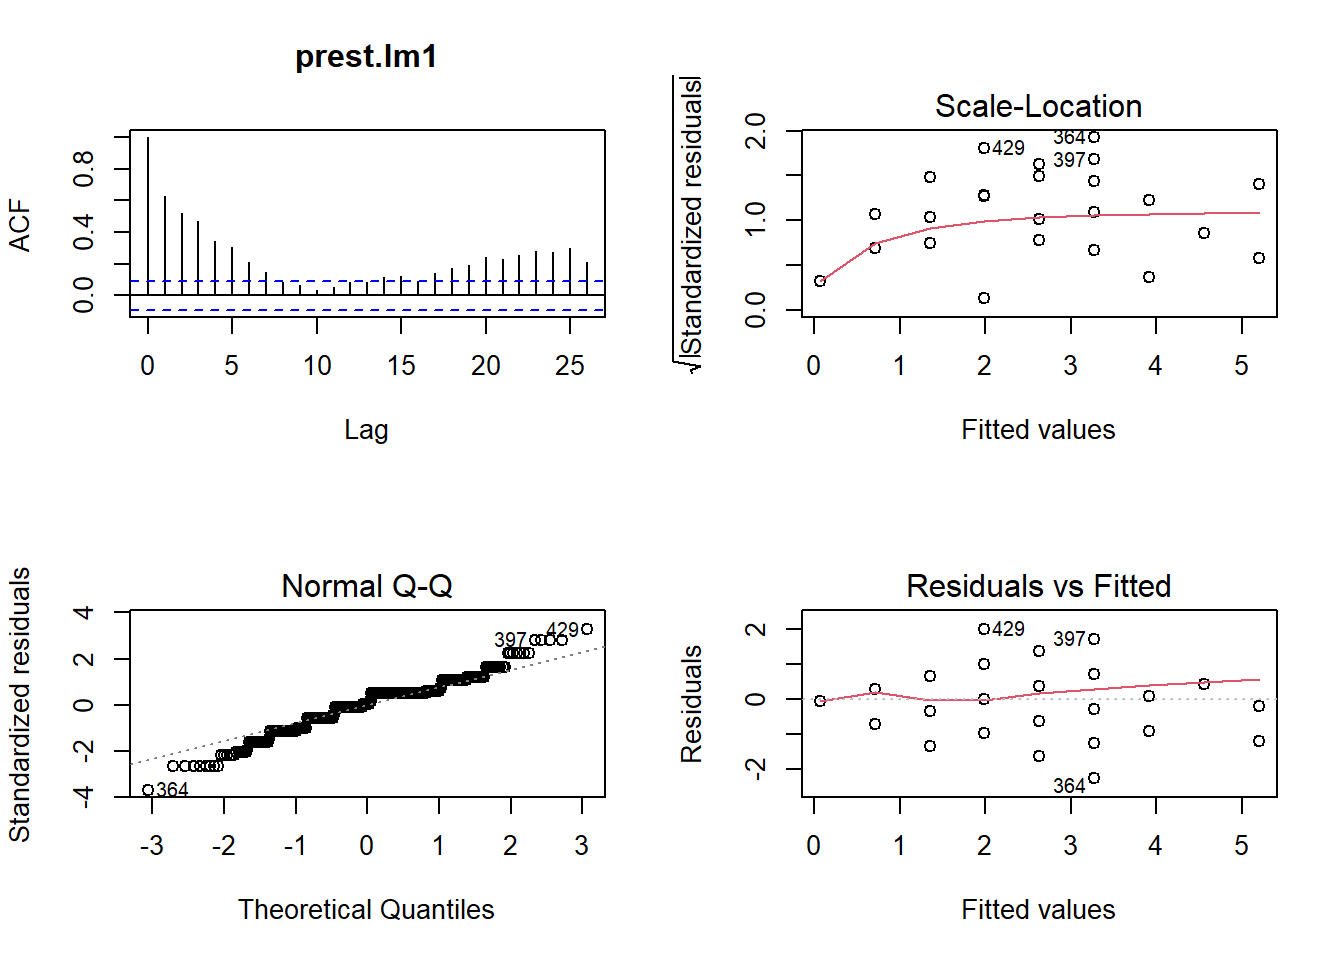 prest.lm1
ACF
0.0 0.4 0.8
0 5 10 15 20 25
Lag
Scale-Location
√|Standardized residuals|
0.0 1.0 2.0
429
364
397
0 1 2 3 4 5
Fitted values
Normal Q-Q
Standardized residuals
-4 -2 0 2 4
397 429
364
-3 -2 -1 0 1 2 3
Theoretical Quantiles
Residuals vs Fitted
Residuals
-2 0 2
429 397
364
0 1 2 3 4 5
Fitted values